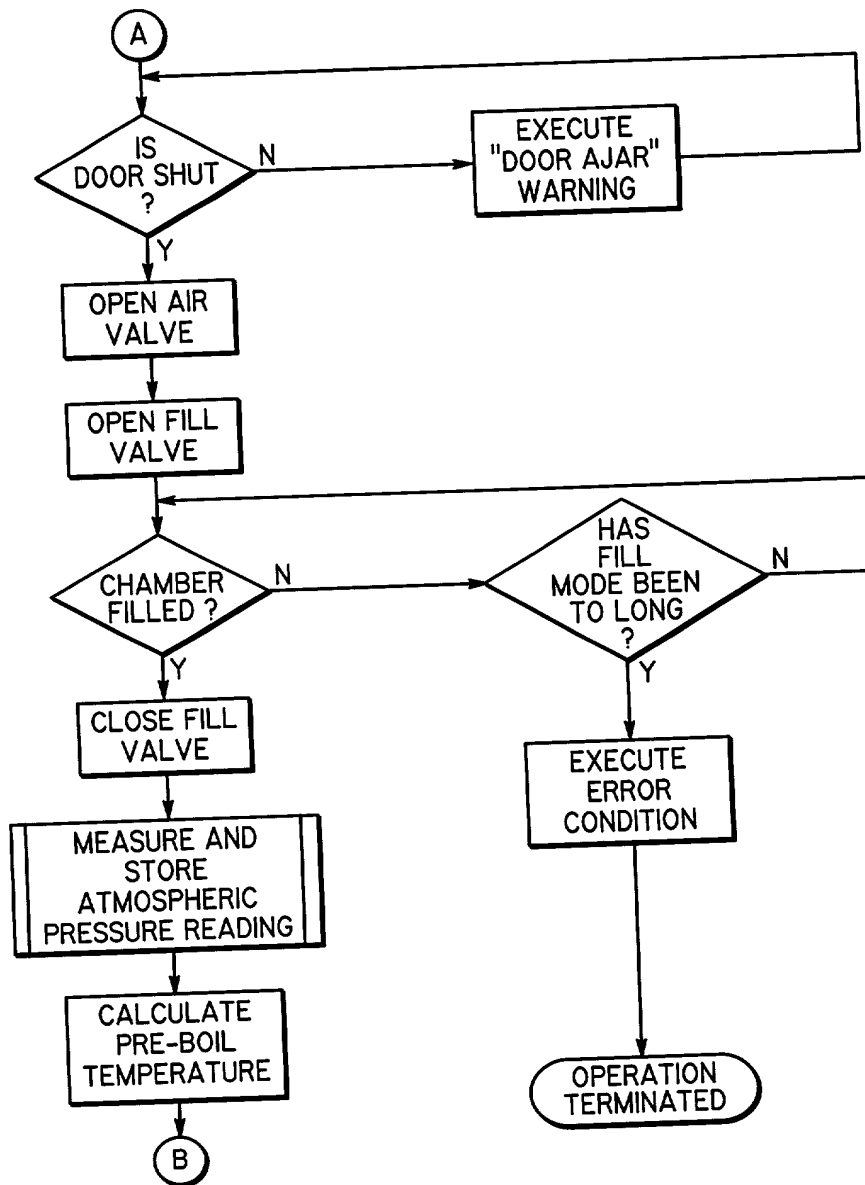 A
IS
DOOR SHUT
?
N
Y
EXECUTE
"DOOR AJAR"
WARNING
OPEN AIR
VALVE
OPEN FILL
VALVE
CHAMBER
FILLED ?
N
Y
HAS
FILL
MODE BEEN
TO LONG
?
N
Y
CLOSE FILL
VALVE
EXECUTE
ERROR
CONDITION
MEASURE AND
STORE
ATMOSPHERIC
PRESSURE READING
CALCULATE
PRE-BOIL
TEMPERATURE
OPERATION
TERMINATED
B